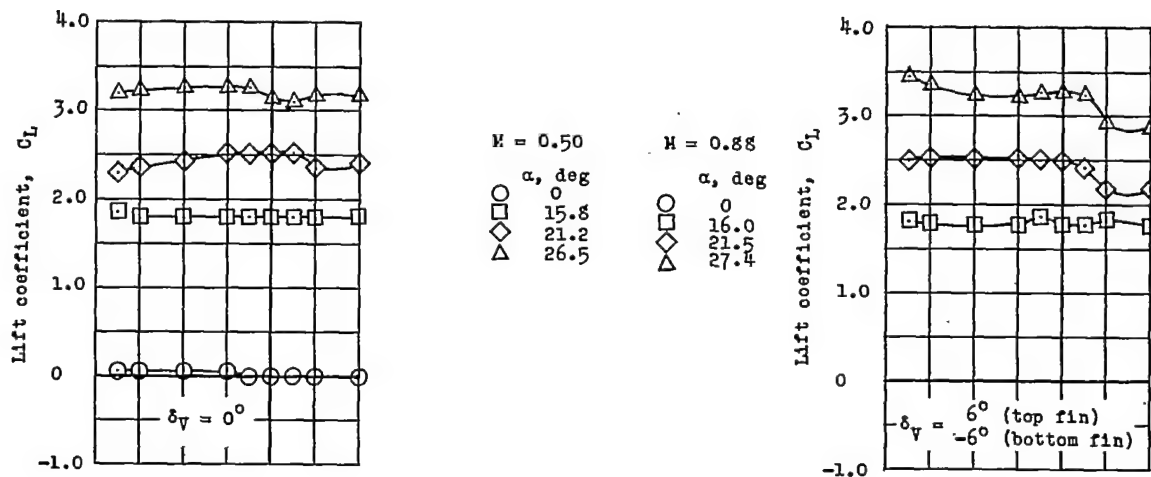 4.0
3.0
2.0
1.0
0
-1.0
Lift coefficient, C_L
δ_V = 0°
M = 0.50
α, deg
0
15.8
21.2
26.5
M = 0.88
α, deg
0
16.0
21.5
27.4
4.0
3.0
2.0
1.0
0
-1.0
Lift coefficient, C_L
δ_V = 6° (top fin)
-6° (bottom fin)